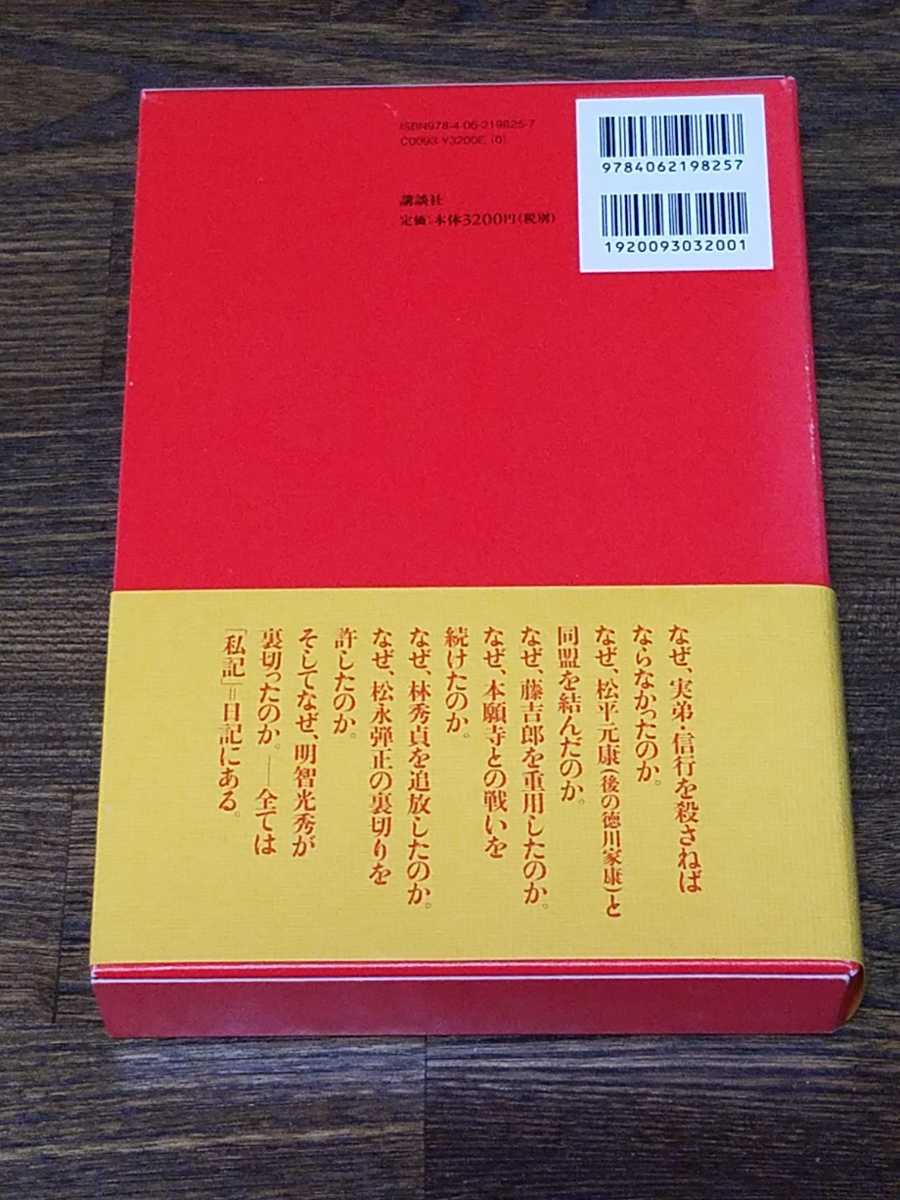 ISBN978-4-06-219825-7
C0093 ¥3200E (0)
講談社
定価:本体3200円(税別)
9784062198257
1920093032001
なぜ、実弟・信行を殺さねば
ならなかったのか。
なぜ、松平元康(後の徳川家康)と
同盟を結んだのか。
なぜ、藤吉郎を重用したのか。
なぜ、本願寺との戦いを
続けたのか。
なぜ、林秀貞を追放したのか。
なぜ、松永弾正の裏切りを
許したのか。
そしてなぜ、明智光秀が
裏切ったのか。——全ては
「私記」=日記にある。